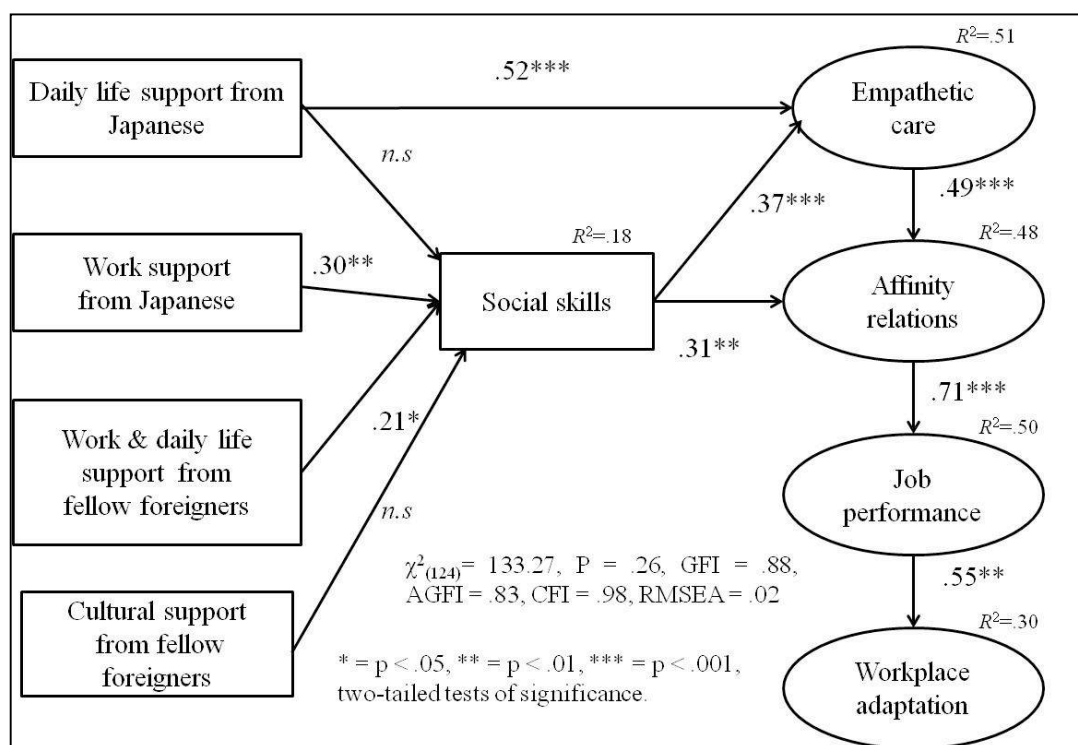 R²=.51
Daily life support from
Japanese
.52***
Empathetic
care
n.s
.37***
.49***
R²=.18
R²=.48
Work support
from Japanese
.30**
Social skills
Affinity
relations
.31**
.71***
.21*
R²=.50
Work & daily life
support from
fellow foreigners
Job
performance
n.s
χ²(124)= 133.27, P = .26, GFI = .88,
AGFI = .83, CFI = .98, RMSEA = .02
.55**
R²=.30
Cultural support
from fellow
foreigners
* = p < .05, ** = p < .01, *** = p < .001,
two-tailed tests of significance.
Workplace
adaptation